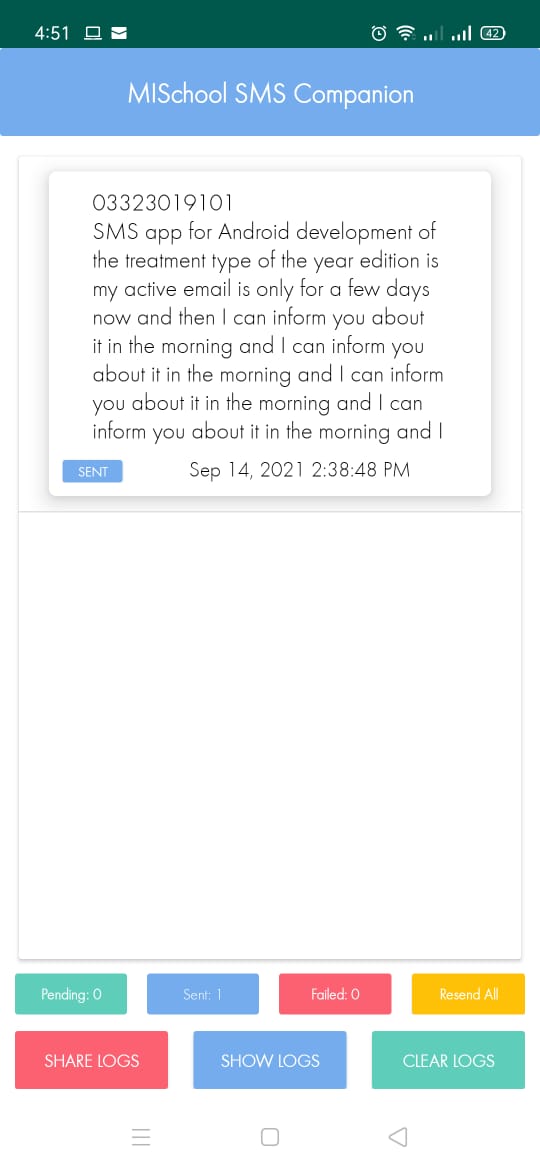 4:51
42
MISchool SMS Companion
03323019101
SMS app for Android development of
the treatment type of the year edition is
my active email is only for a few days
now and then I can inform you about
it in the morning and I can inform you
about it in the morning and I can inform
you about it in the morning and I can
inform you about it in the morning and I
SENT Sep 14, 2021 2:38:48 PM
Pending: 0 Sent: 1 Failed: 0 Resend All
SHARE LOGS SHOW LOGS CLEAR LOGS